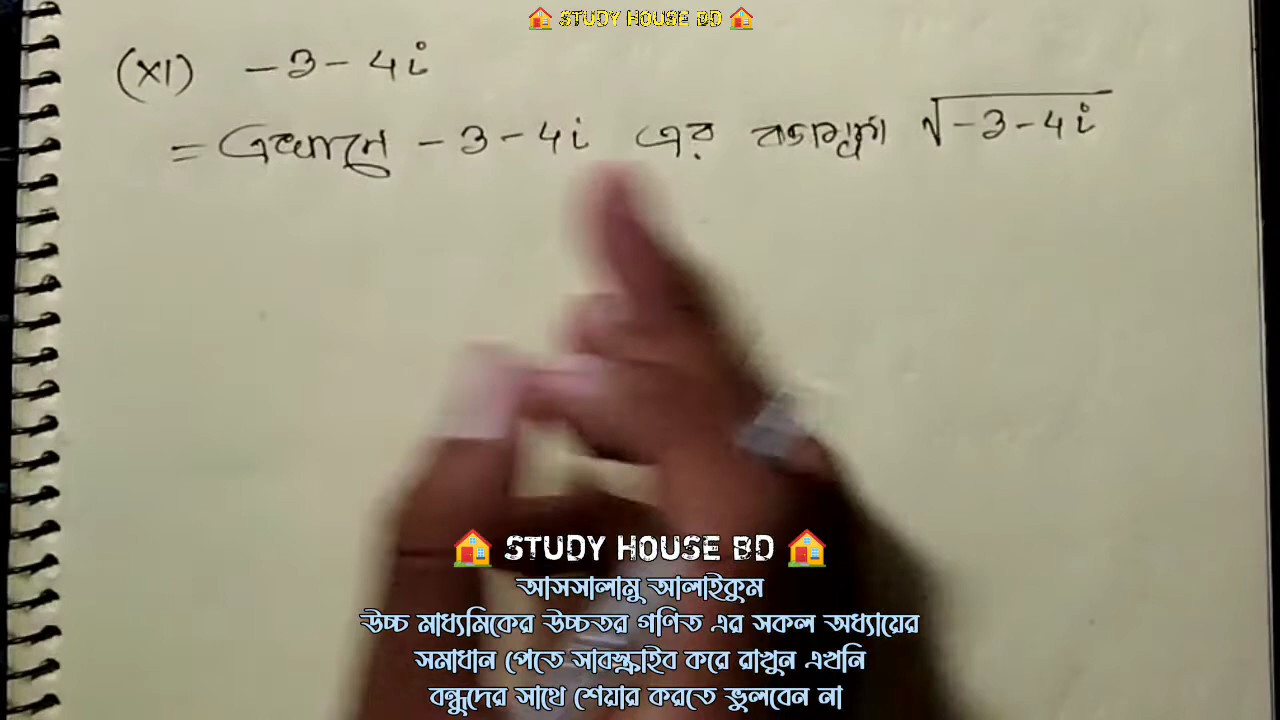 🏠 STUDY HOUSE BD 🏠
(XI) -3-4i
= এখানে -3-4i এর বর্গমূল √-3-4i
🏠 STUDY HOUSE BD 🏠
আসসালামু আলাইকুম
উচ্চ মাধ্যমিকের উচ্চতর গণিত এর সকল অধ্যায়ের
সমাধান পেতে সাবস্ক্রাইব করে রাখুন এখনি
বন্ধুদের সাথে শেয়ার করতে ভুলবেন না